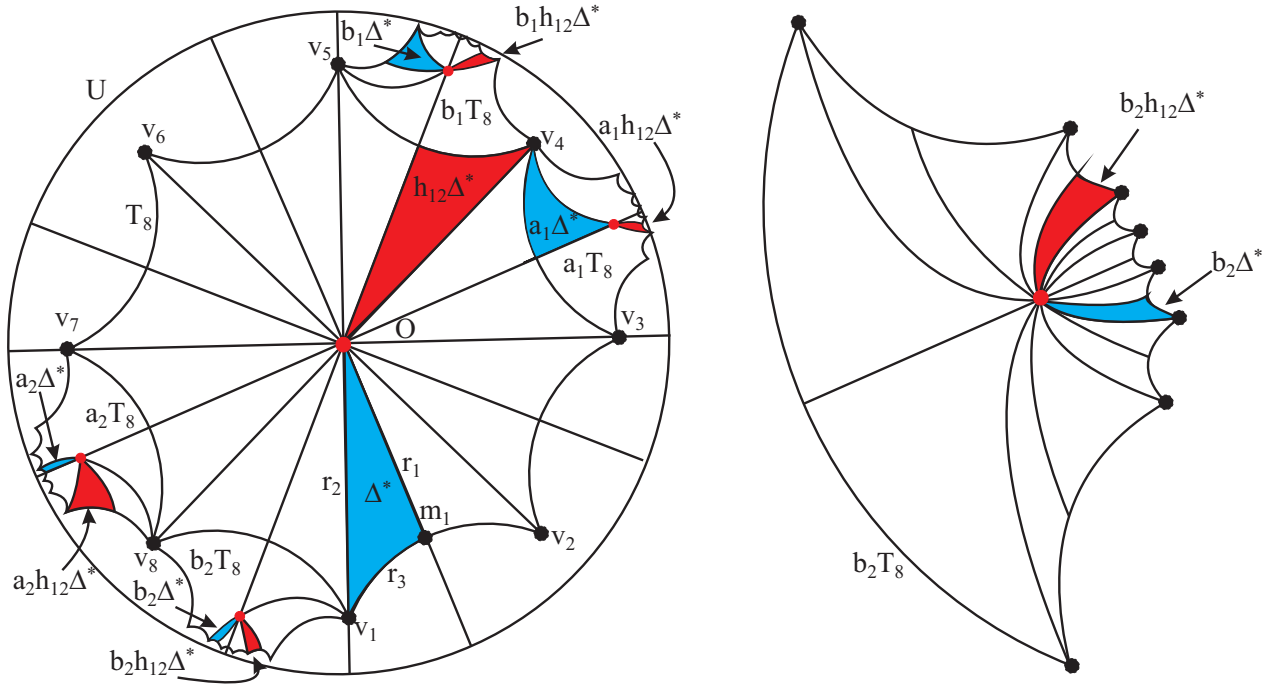 b₁Δ*
b₁h₁₂Δ*
v₅
U
b₁T₈
a₁h₁₂Δ*
v₆
v₄
b₂h₁₂Δ*
h₁₂Δ*
T₈
a₁Δ*
a₁T₈
b₂Δ*
v₇
O
v₃
a₂Δ*
a₂T₈
r₁
r₂
Δ*
m₁
v₂
v₈
b₂T₈
b₂T₈
a₂h₁₂Δ*
r₃
b₂Δ*
v₁
b₂h₁₂Δ*